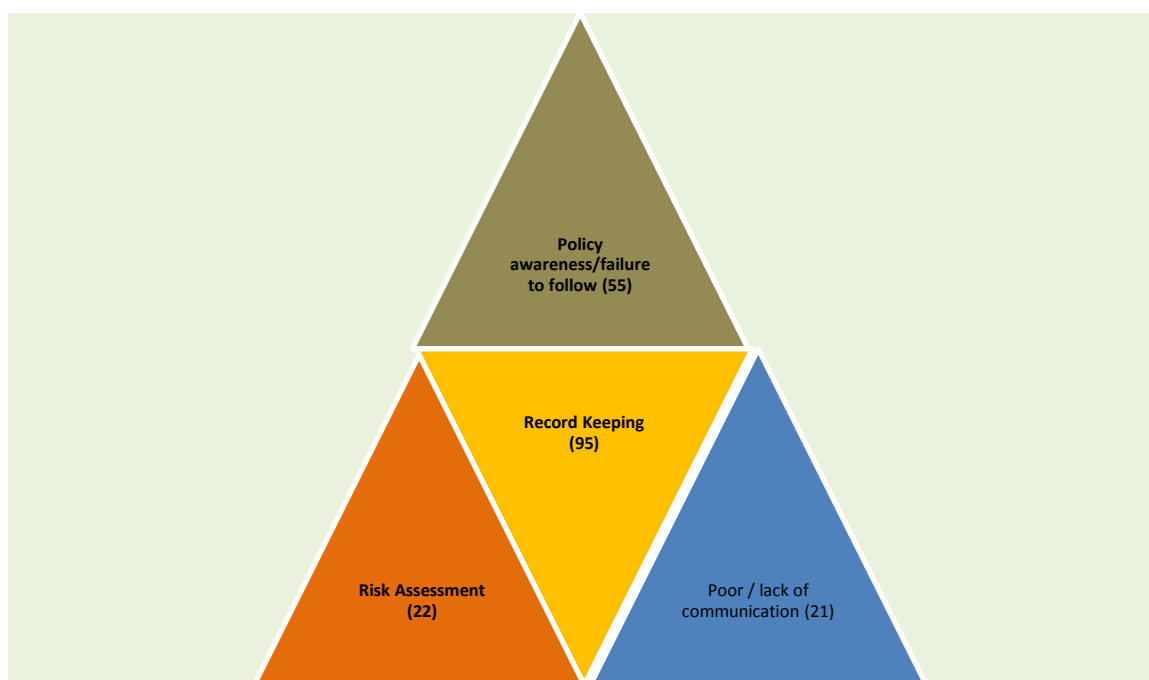 Policy
awareness/failure
to follow (55)
Record Keeping
(95)
Risk Assessment
(22)
Poor / lack of
communication (21)